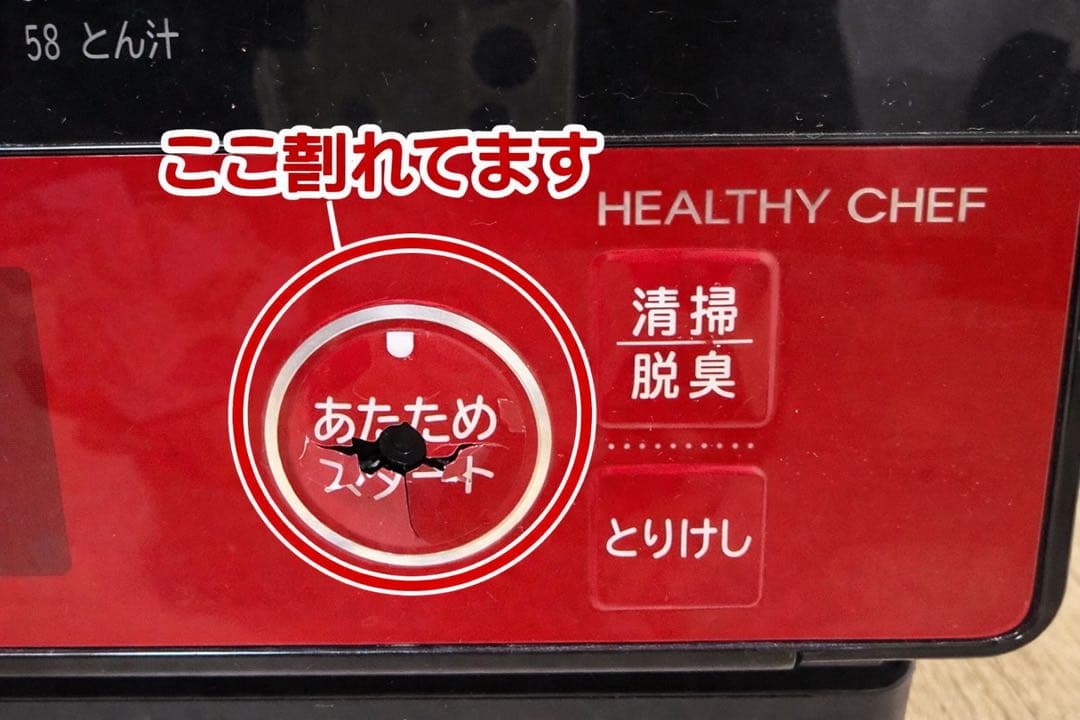 58 とん汁
ここ割れてます
HEALTHY CHEF
清掃
脱臭
あたため
スタート
とりけし